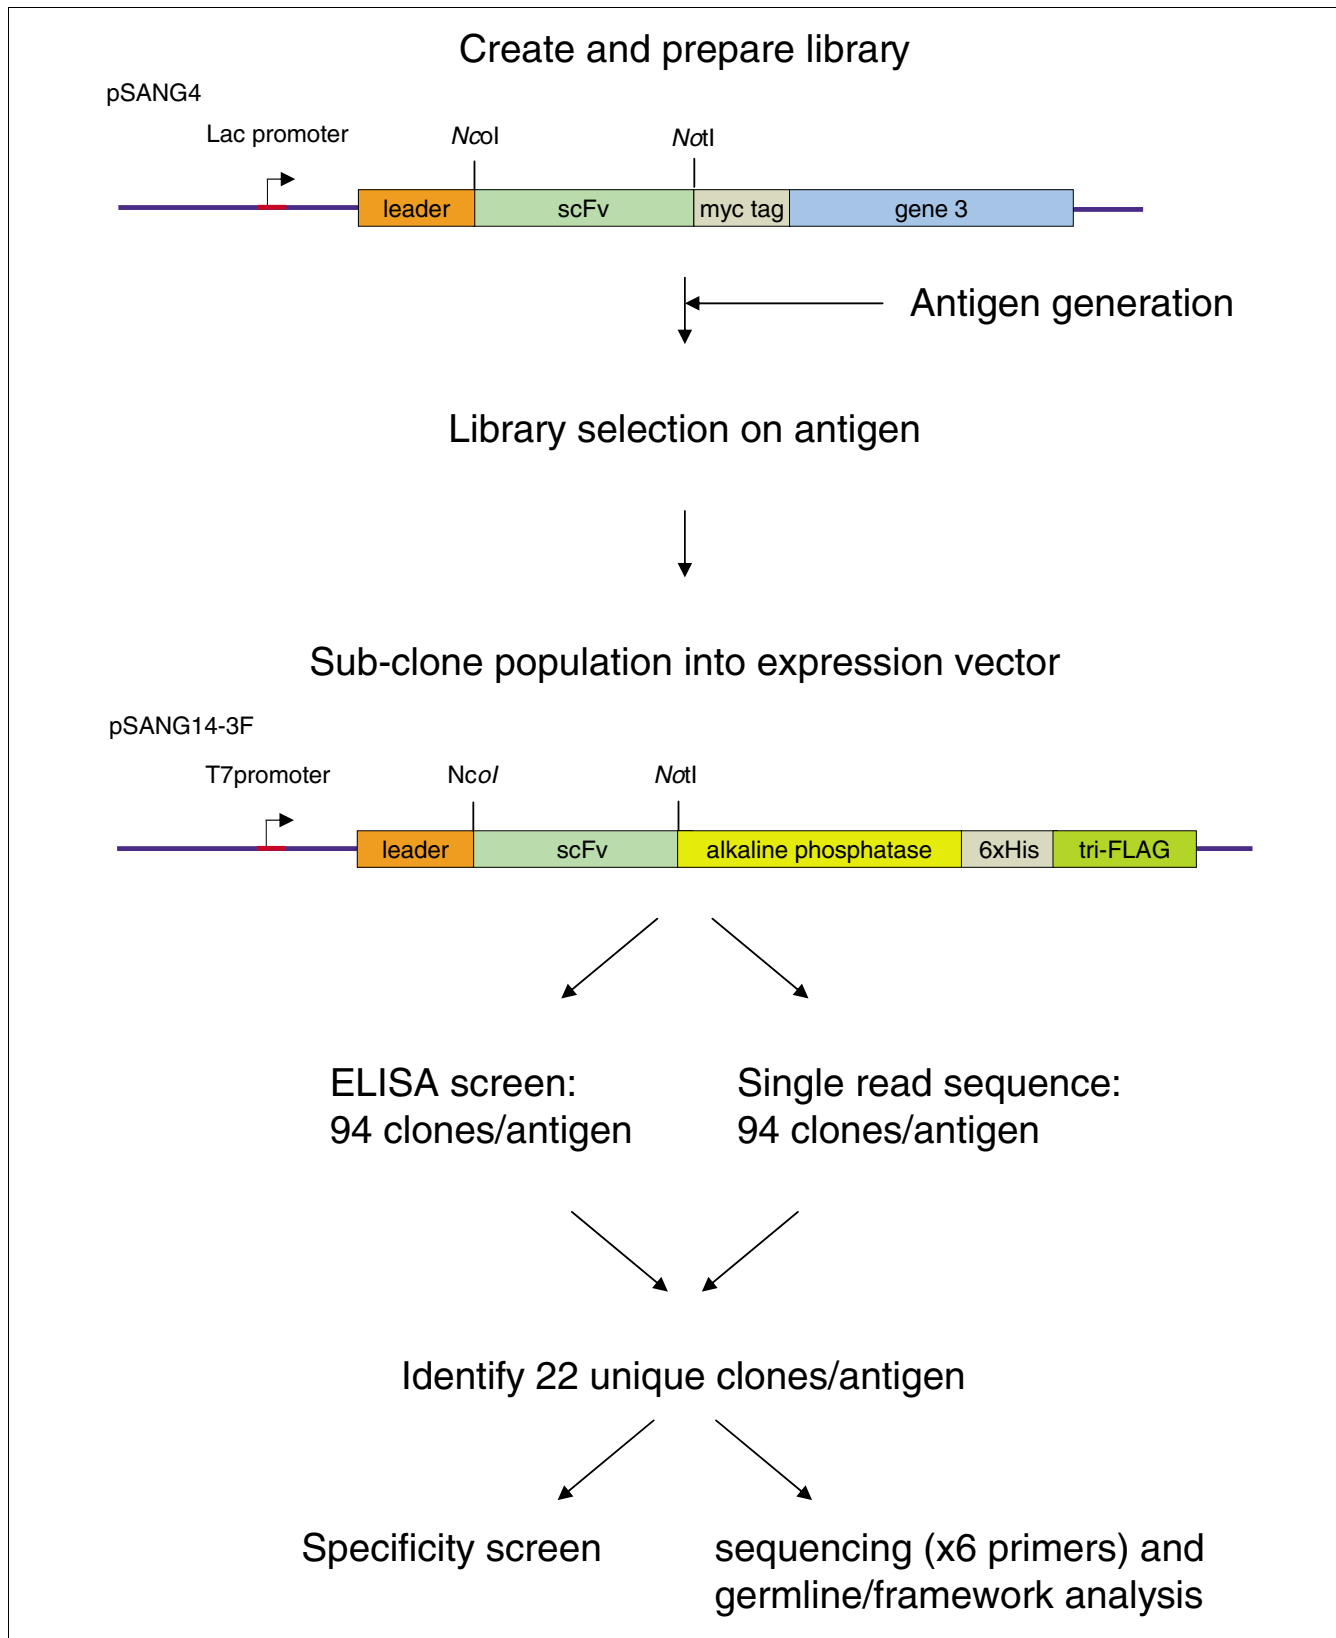 Create and prepare library
pSANG4
Lac promoter
NcoI
NotI
leader
scFv
myc tag
gene 3
Antigen generation
Library selection on antigen
Sub-clone population into expression vector
pSANG14-3F
T7promoter
NcoI
NotI
leader
scFv
alkaline phosphatase
6xHis
tri-FLAG
ELISA screen:
94 clones/antigen
Single read sequence:
94 clones/antigen
Identify 22 unique clones/antigen
Specificity screen
sequencing (x6 primers) and
germline/framework analysis